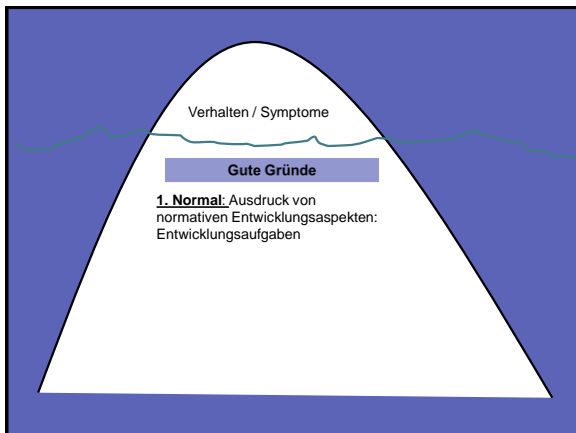 Verhalten / Symptome
Gute Gründe
1. Normal: Ausdruck von
normativen Entwicklungsaspekten:
Entwicklungsaufgaben